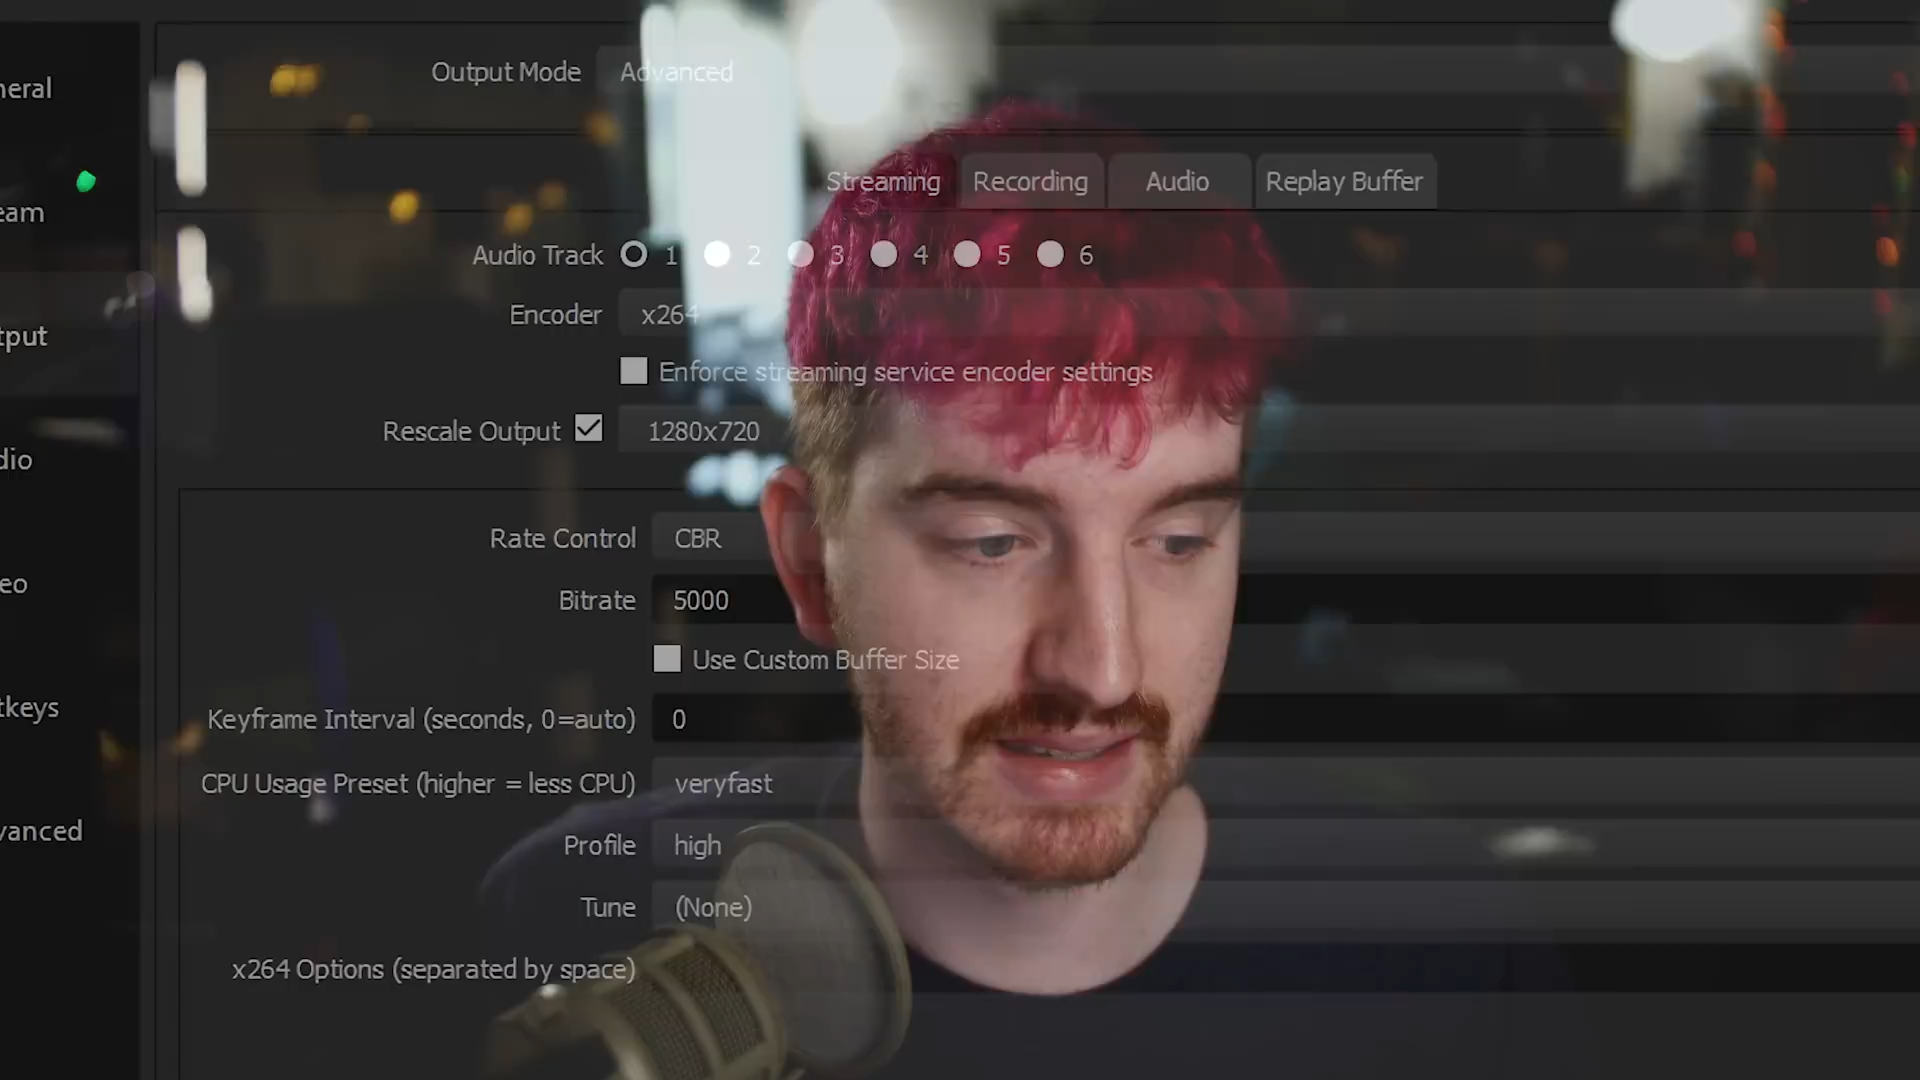 neral
eam
tput
dio
eo
tkeys
vanced
Output Mode Advanced
Streaming Recording Audio Replay Buffer
Audio Track 1 2 3 4 5 6
Encoder x264
Enforce streaming service encoder settings
Rescale Output 1280x720
Rate Control CBR
Bitrate 5000
Use Custom Buffer Size
Keyframe Interval (seconds, 0=auto) 0
CPU Usage Preset (higher = less CPU) veryfast
Profile high
Tune (None)
x264 Options (separated by space)